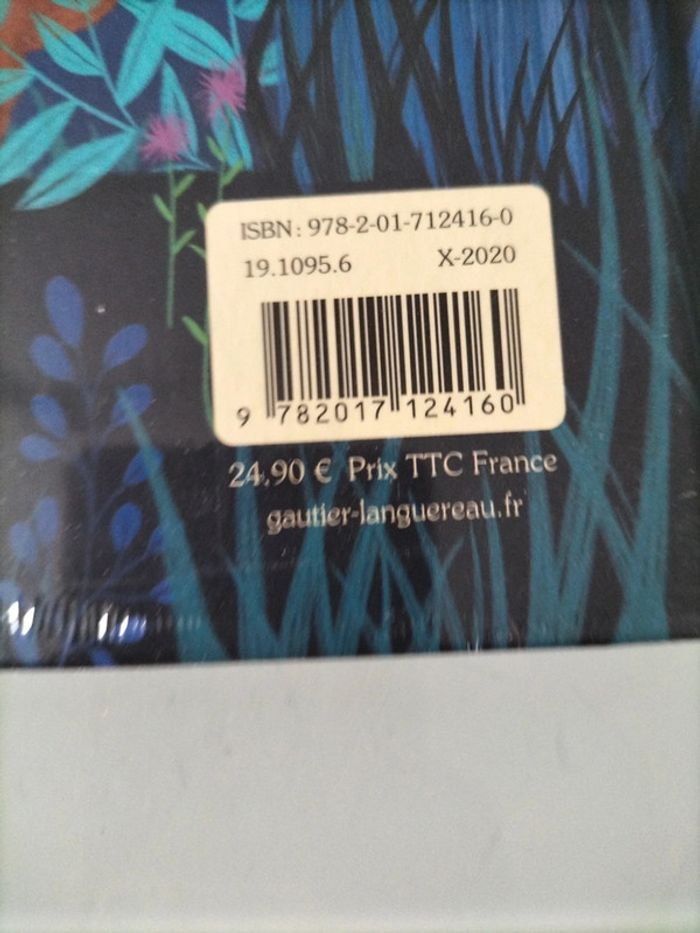 ISBN: 978-2-01-712416-0
19.1095.6 X-2020
9 782017 124160
24,90 € Prix TTC France
gautier-languereau.fr